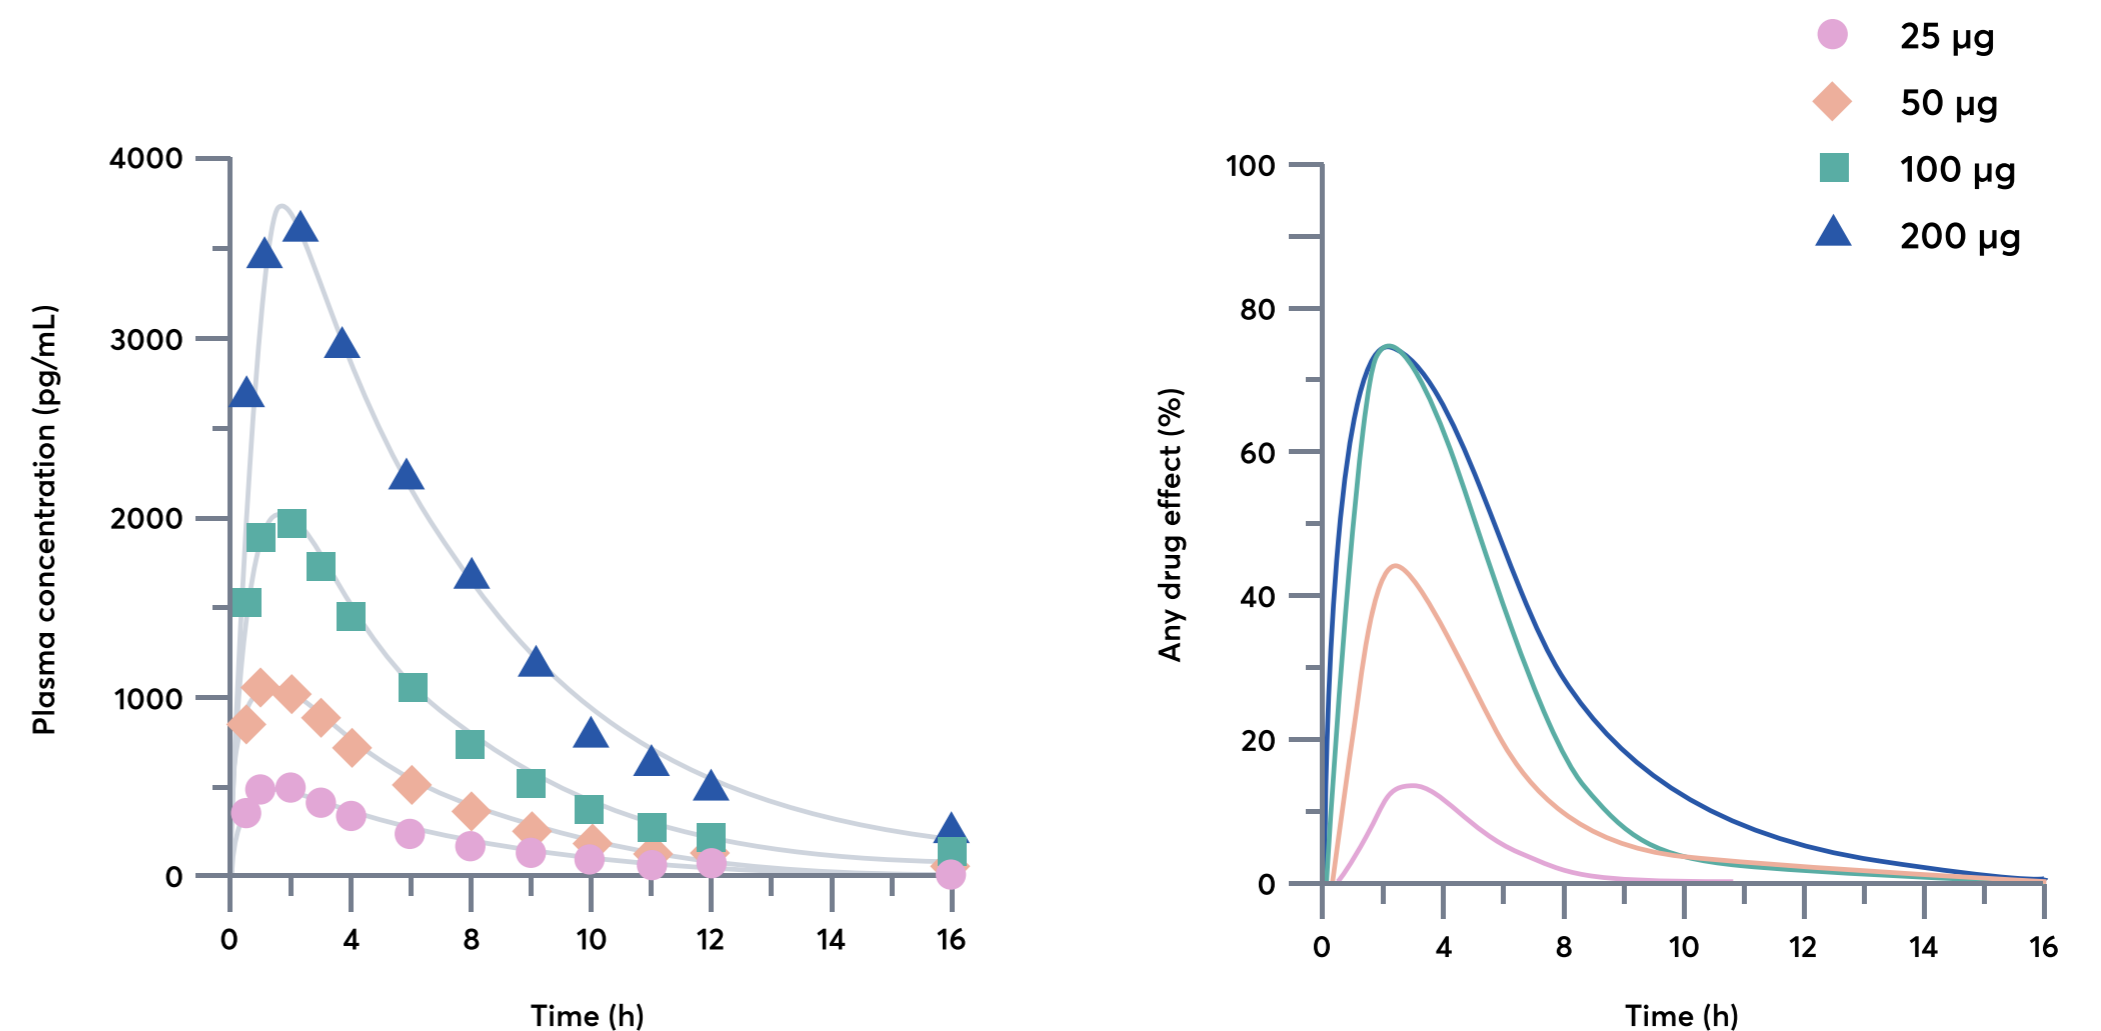 25 µg
50 µg
100 µg
200 µg
Plasma concentration (pg/mL)
4000
3000
2000
1000
0
0 4 8 10 12 14 16
Time (h)
Any drug effect (%)
100
80
60
40
20
0
0 4 8 10 12 14 16
Time (h)